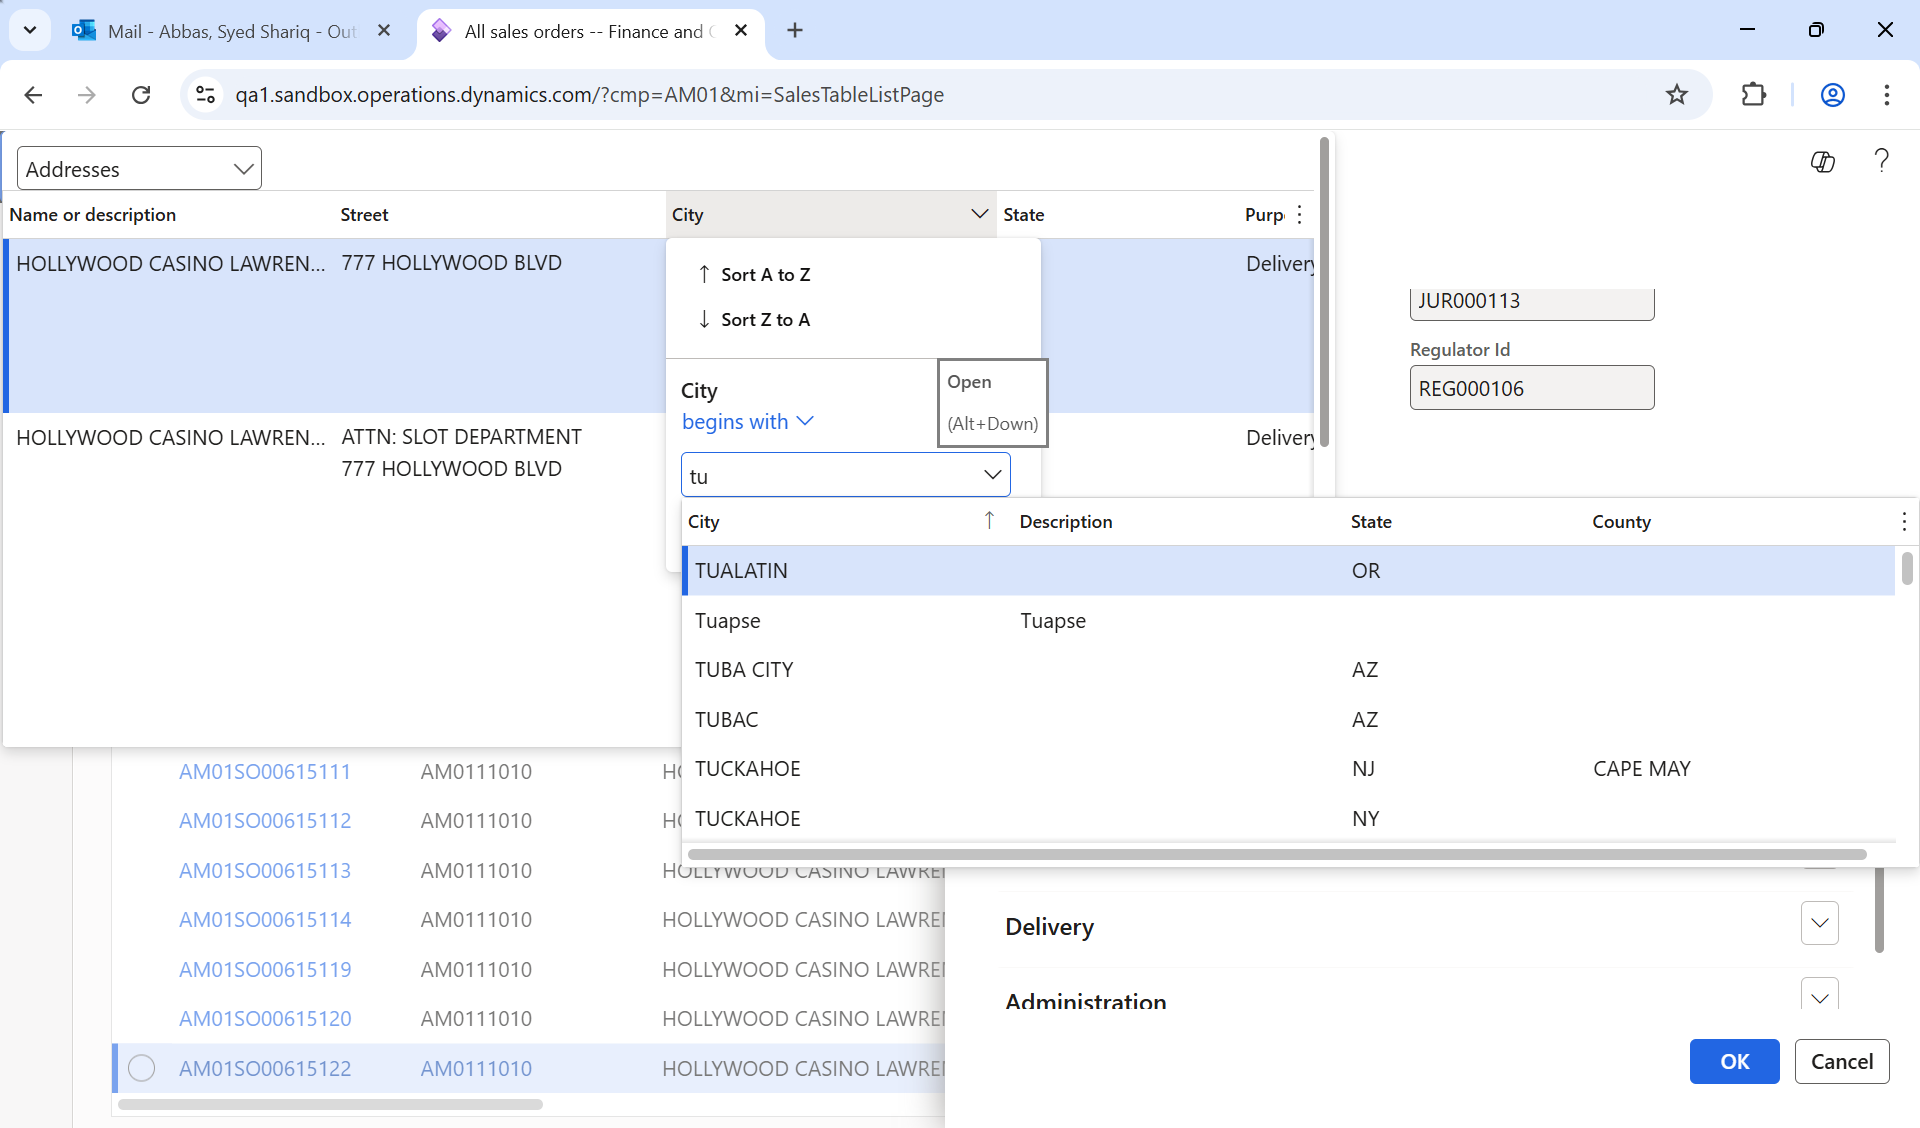 Mail - Abbas, Syed Shariq - Out
All sales orders -- Finance and
qa1.sandbox.operations.dynamics.com/?cmp=AM01&mi=SalesTableListPage
Addresses
Name or description Street City State Purp
HOLLYWOOD CASINO LAWREN... 777 HOLLYWOOD BLVD Delivery
HOLLYWOOD CASINO LAWREN... ATTN: SLOT DEPARTMENT Delivery
777 HOLLYWOOD BLVD
Sort A to Z
Sort Z to A
City
begins with
Open
(Alt+Down)
tu
City Description State County
TUALATIN OR
Tuapse Tuapse
TUBA CITY AZ
TUBAC AZ
TUCKAHOE NJ CAPE MAY
TUCKAHOE NY
JUR000113
Regulator Id
REG000106
AM01SO00615111 AM0111010
AM01SO00615112 AM0111010
AM01SO00615113 AM0111010 HOLLYWOOD CASINO LAWRE
AM01SO00615114 AM0111010 HOLLYWOOD CASINO LAWRE
AM01SO00615119 AM0111010 HOLLYWOOD CASINO LAWRE
AM01SO00615120 AM0111010 HOLLYWOOD CASINO LAWRE
AM01SO00615122 AM0111010 HOLLYWOOD CASINO LAWRE
Delivery
Administration
OK Cancel